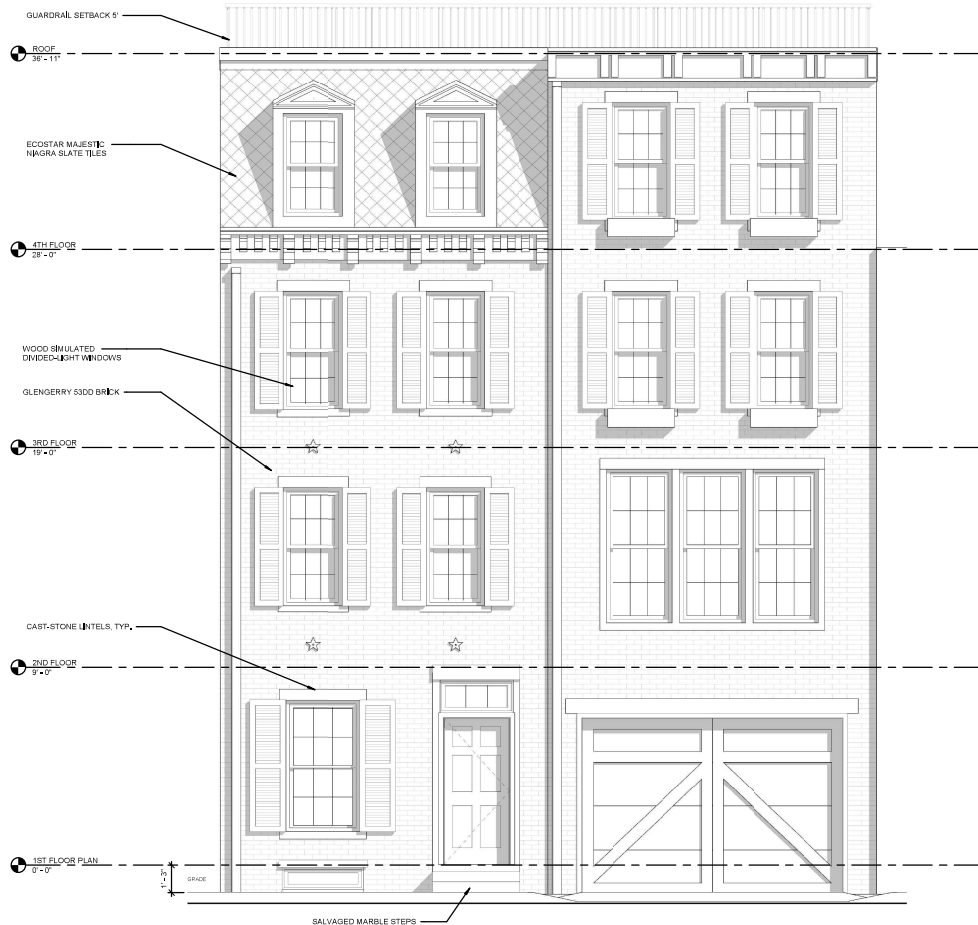 GUARDRAIL SETBACK 5'
ROOF
36' - 11"
ECOSTAR MAJESTIC
NIAGRA SLATE TILES
4TH FLOOR
28' - 0"
WOOD SIMULATED
DIVIDED-LIGHT WINDOWS
GLENGERRY 53DD BRICK
3RD FLOOR
19' - 0"
CAST-STONE LINTELS, TYP.
2ND FLOOR
9' - 0"
1ST FLOOR PLAN
0' - 0"
1' - 3"
GRADE
SALVAGED MARBLE STEPS